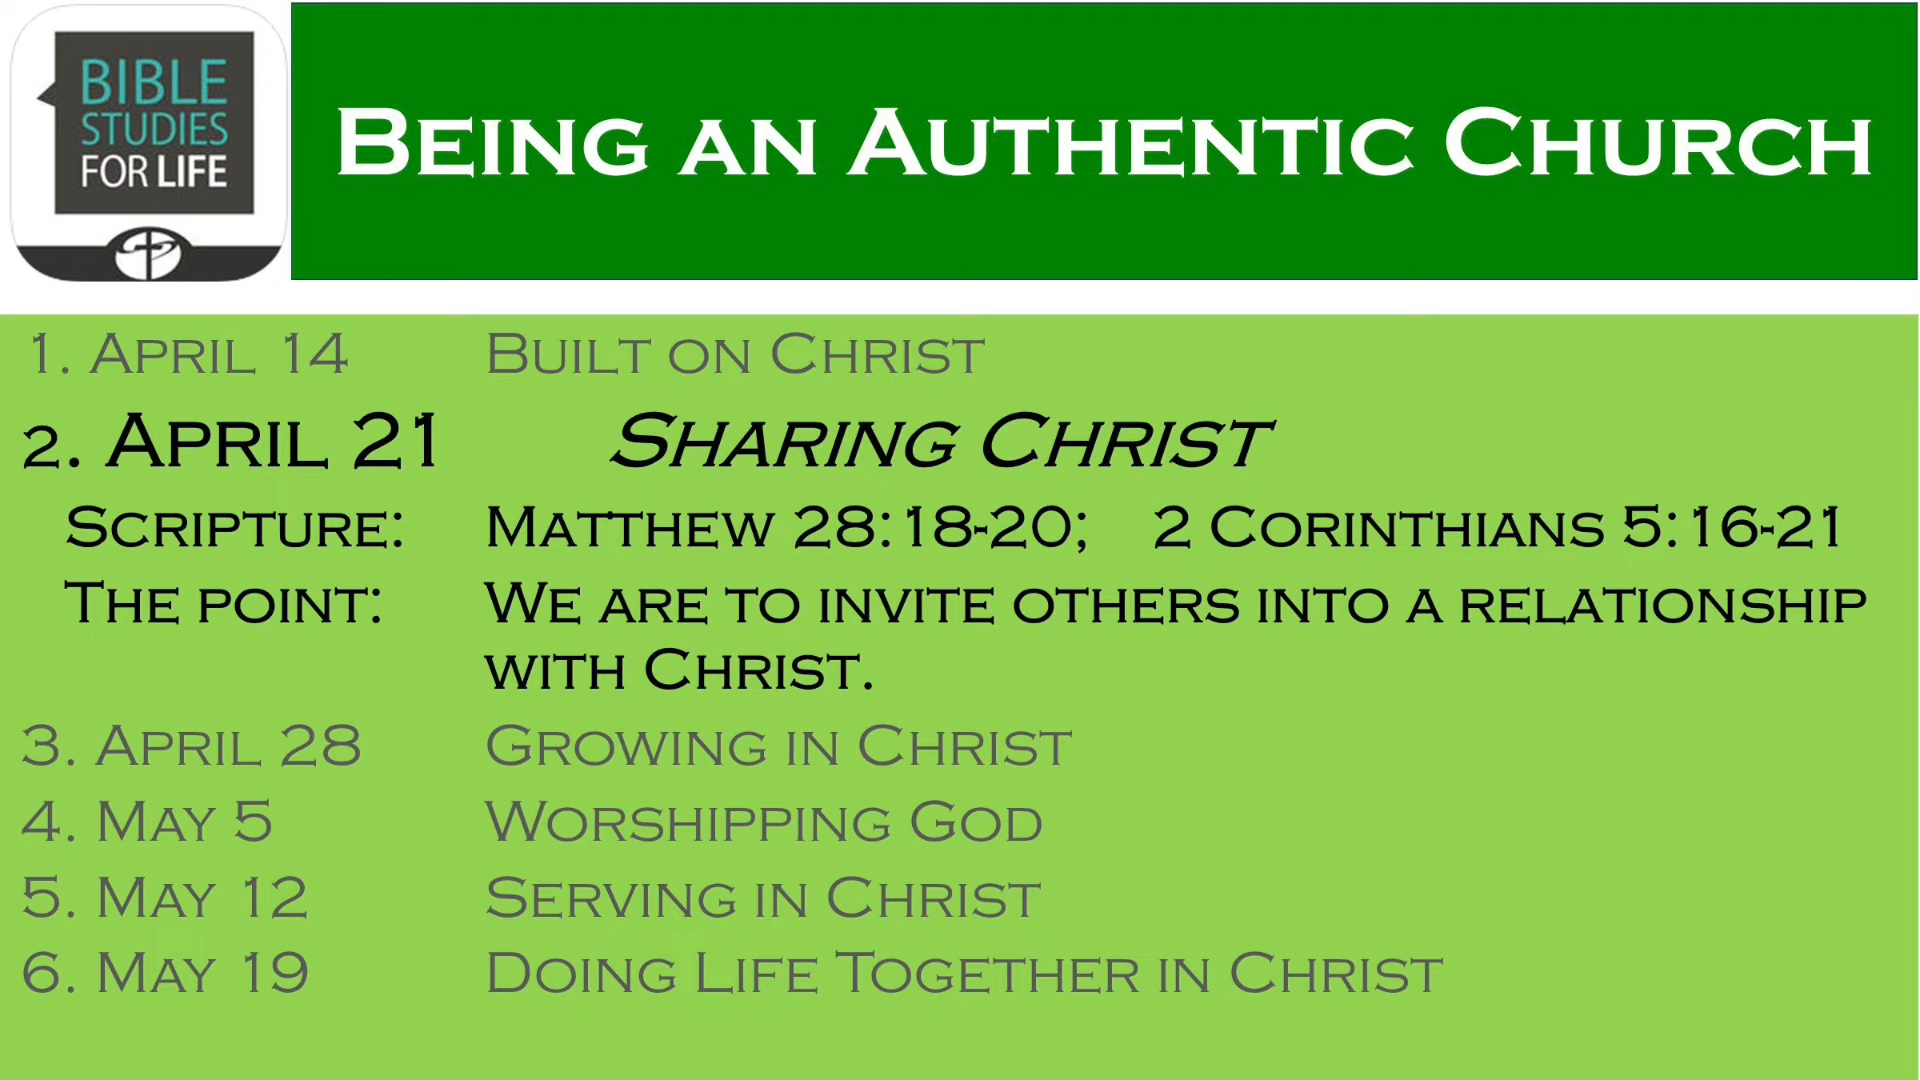 BIBLE
STUDIES
FOR LIFE
BEING AN AUTHENTIC CHURCH
1. APRIL 14 BUILT ON CHRIST
2. APRIL 21 SHARING CHRIST
SCRIPTURE: MATTHEW 28:18-20; 2 CORINTHIANS 5:16-21
THE POINT: WE ARE TO INVITE OTHERS INTO A RELATIONSHIP
WITH CHRIST.
3. APRIL 28 GROWING IN CHRIST
4. MAY 5 WORSHIPPING GOD
5. MAY 12 SERVING IN CHRIST
6. MAY 19 DOING LIFE TOGETHER IN CHRIST